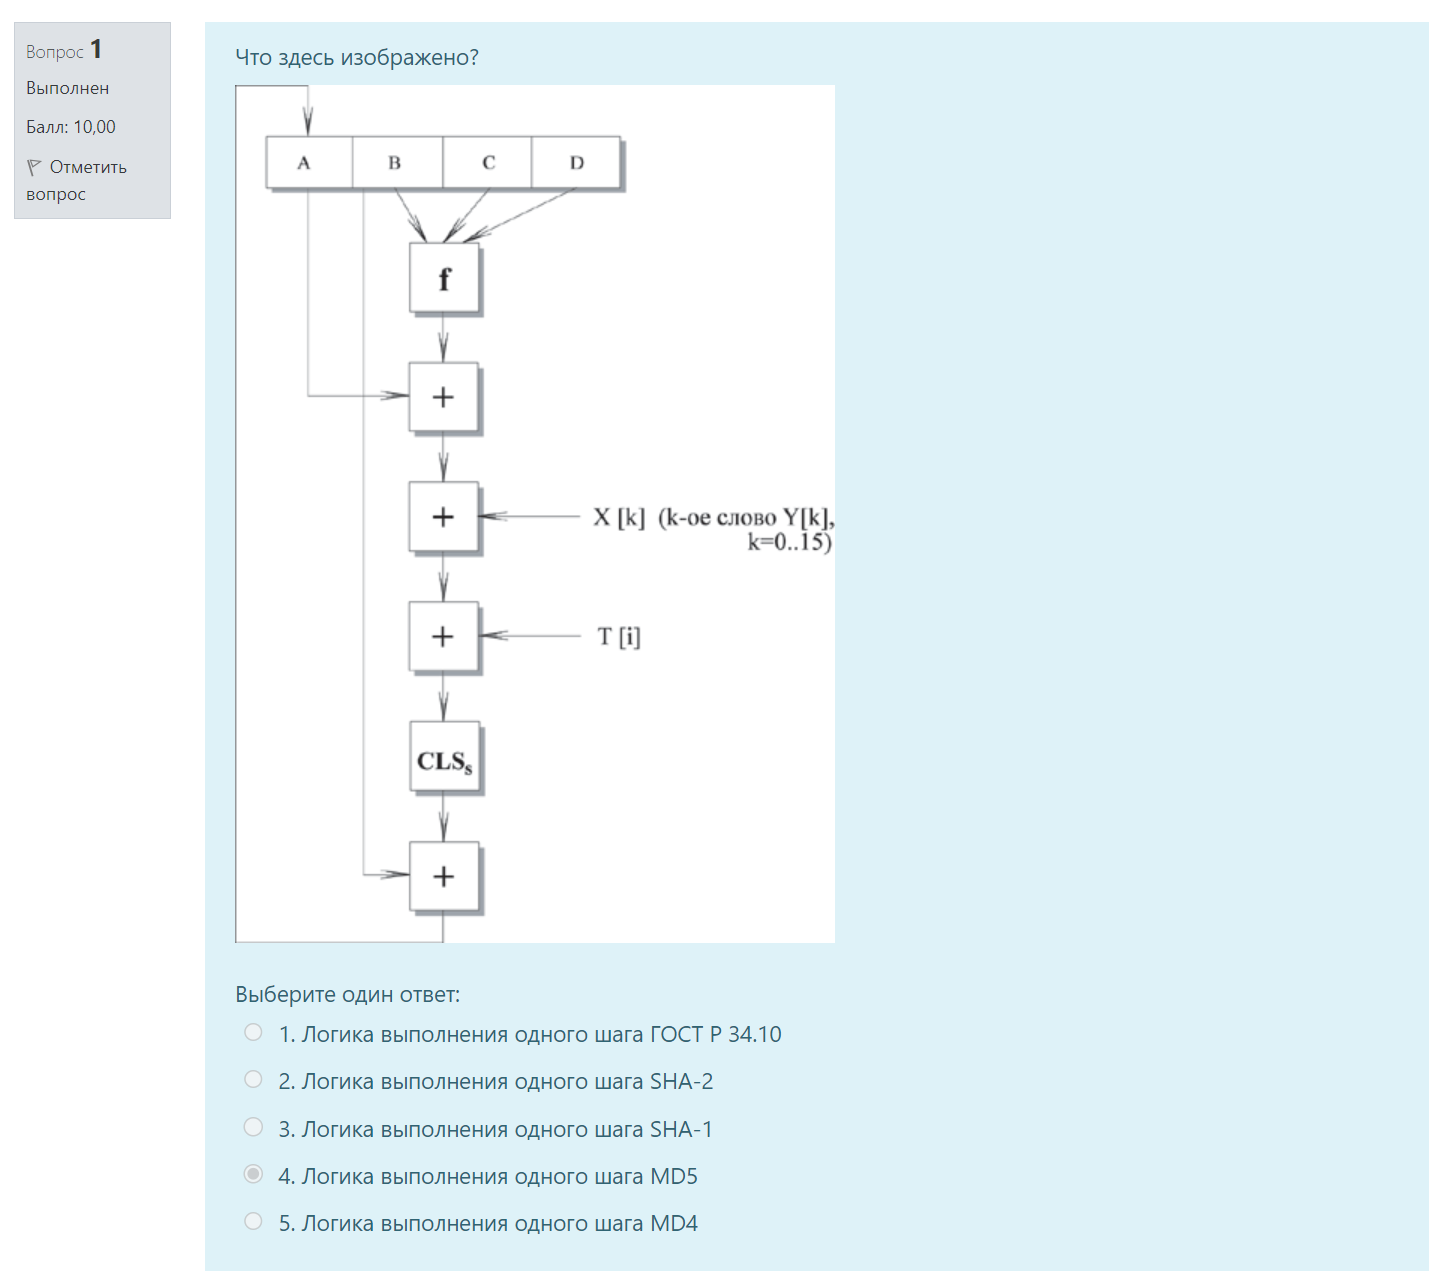 Вопрос 1
Выполнен
Балл: 10,00
Отметить
вопрос
Что здесь изображено?
A B C D
f
+
+
X [k] (k-ое слово Y[k],
k=0..15)
+
T [i]
CLSs
+
Выберите один ответ:
1. Логика выполнения одного шага ГОСТ Р 34.10
2. Логика выполнения одного шага SHA-2
3. Логика выполнения одного шага SHA-1
4. Логика выполнения одного шага MD5
5. Логика выполнения одного шага MD4